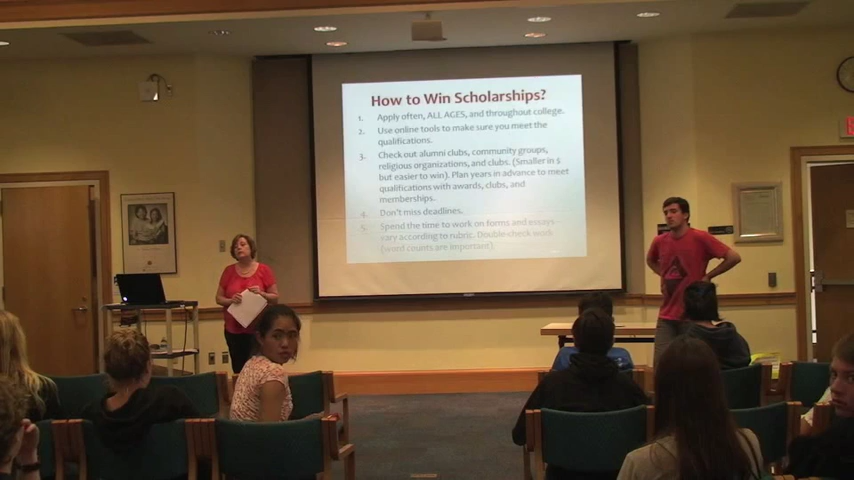 How to Win Scholarships?
1. Apply often, ALL AGES, and throughout college.
2. Use online tools to make sure you meet the
qualifications.
3. Check out alumni clubs, community groups,
religious organizations, and clubs. (Smaller in $
but easier to win). Plan years in advance to meet
qualifications with awards, clubs, and
memberships.
4. Don't miss deadlines.
5. Spend the time to work on forms and essays-
vary according to rubric. Double-check work
(word counts are important).